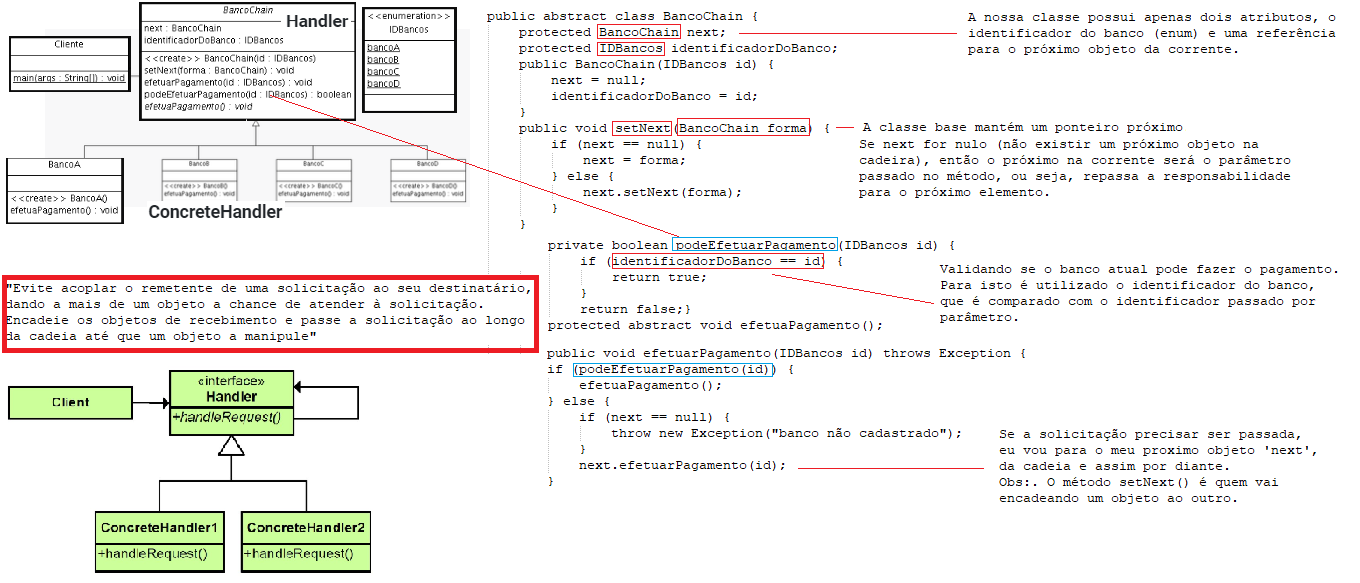 BancoChain
Handler
next : BancoChain
identificadorDoBanco : IDBancos
<<create>> BancoChain(id : IDBancos)
setNext(forma : BancoChain) : void
efetuarPagamento(id : IDBancos) : void
podeEfetuarPagamento(id : IDBancos) : boolean
efetuaPagamento() : void
<<enumeration>>
IDBancos
bancoA
bancoB
bancoC
bancoD
Cliente
main(args : String[]) : void
BancoA
<<create>> BancoA()
efetuaPagamento() : void
BancoB
<<create>> BancoB()
efetuaPagamento() : void
BancoC
<<create>> BancoC()
efetuaPagamento() : void
BancoD
<<create>> BancoD()
efetuaPagamento() : void
ConcreteHandler
"Evite acoplar o remetente de uma solicitação ao seu destinatário,
dando a mais de um objeto a chance de atender à solicitação.
Encadeie os objetos de recebimento e passe a solicitação ao longo
da cadeia até que um objeto a manipule"
Client
«interface»
Handler
+handleRequest()
ConcreteHandler1
+handleRequest()
ConcreteHandler2
+handleRequest()
public abstract class BancoChain {
protected BancoChain next;
protected IDBancos identificadorDoBanco;
public BancoChain(IDBancos id) {
next = null;
identificadorDoBanco = id;
}
public void setNext(BancoChain forma) {
if (next == null) {
next = forma;
} else {
next.setNext(forma);
}
}
private boolean podeEfetuarPagamento(IDBancos id) {
if (identificadorDoBanco == id) {
return true;
}
return false;}
protected abstract void efetuaPagamento();
public void efetuarPagamento(IDBancos id) throws Exception {
if (podeEfetuarPagamento(id)) {
efetuaPagamento();
} else {
if (next == null) {
throw new Exception("banco não cadastrado");
}
next.efetuarPagamento(id);
}
A nossa classe possui apenas dois atributos, o
identificador do banco (enum) e uma referência
para o próximo objeto da corrente.
A classe base mantém um ponteiro próximo
Se next for nulo (não existir um próximo objeto na
cadeira), então o próximo na corrente será o parâmetro
passado no método, ou seja, repassa a responsabilidade
para o próximo elemento.
Validando se o banco atual pode fazer o pagamento.
Para isto é utilizado o identificador do banco,
que é comparado com o identificador passado por
parâmetro.
Se a solicitação precisar ser passada,
eu vou para o meu proximo objeto 'next',
da cadeia e assim por diante.
Obs:. O método setNext() é quem vai
encadeando um objeto ao outro.